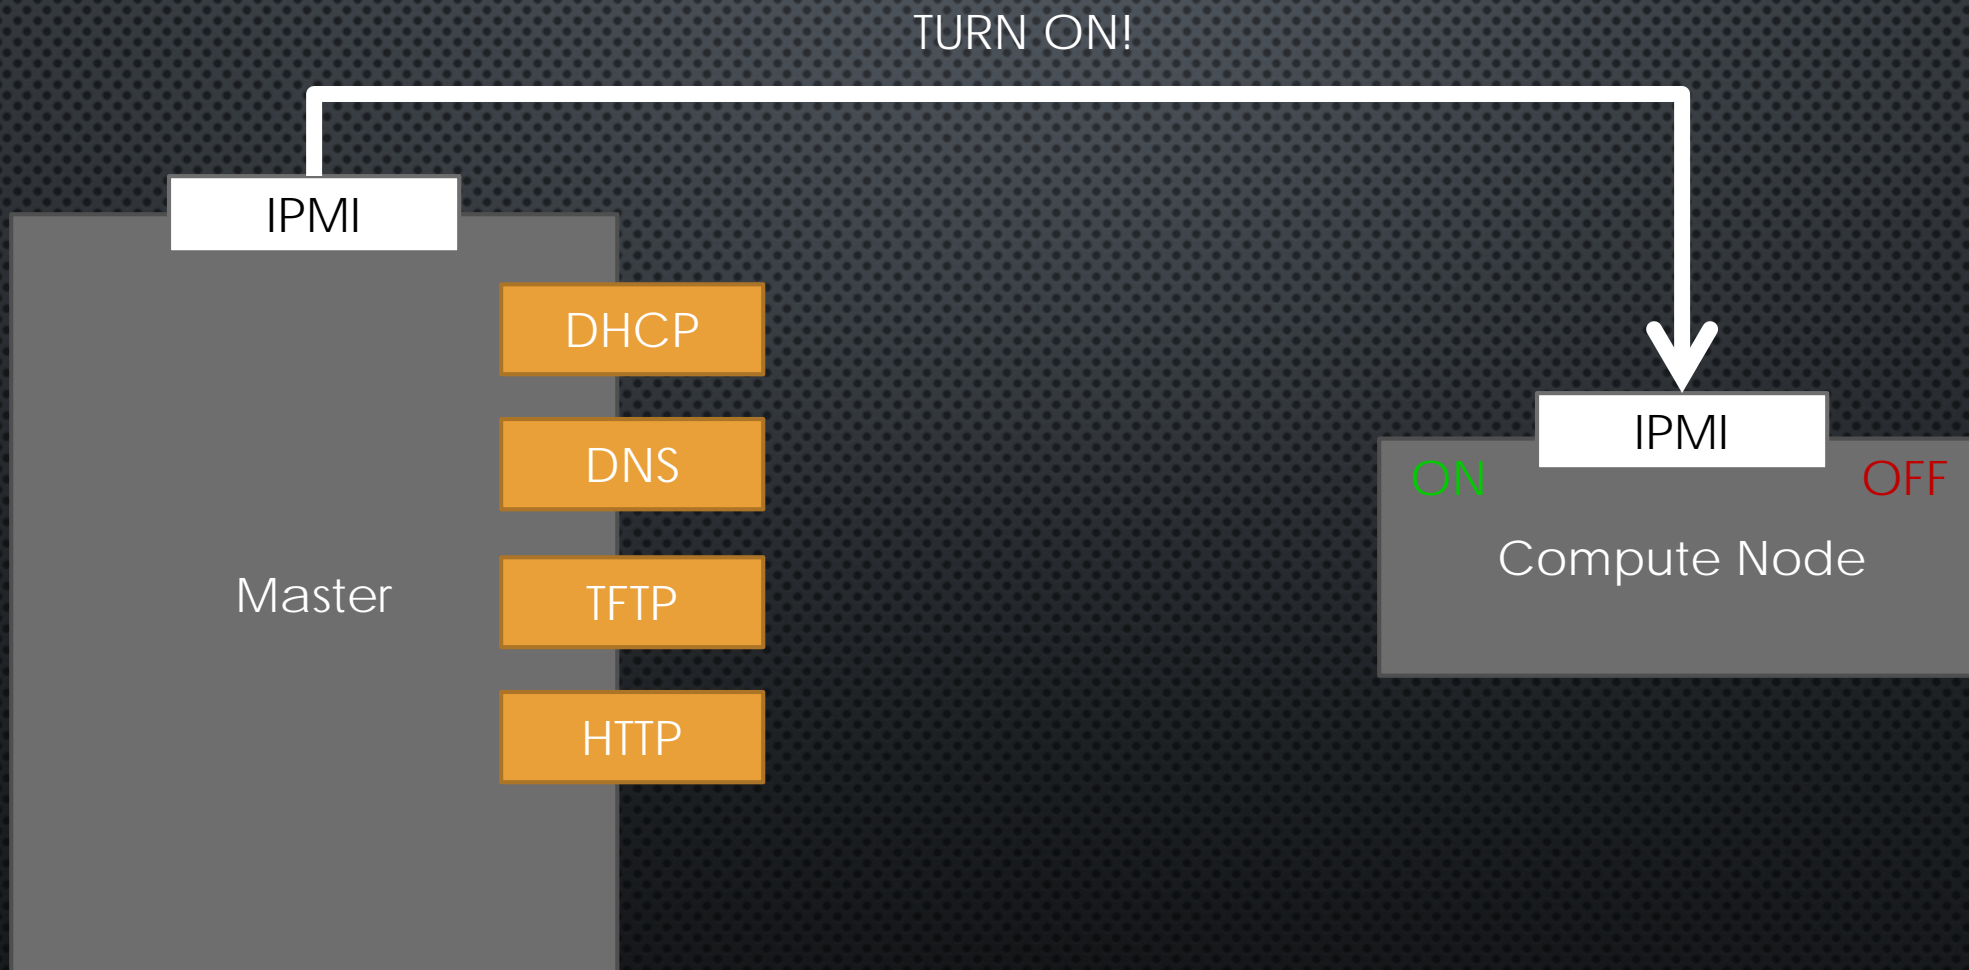 TURN ON!
IPMI
DHCP
DNS
Master
TFTP
HTTP
IPMI
ON
OFF
Compute Node